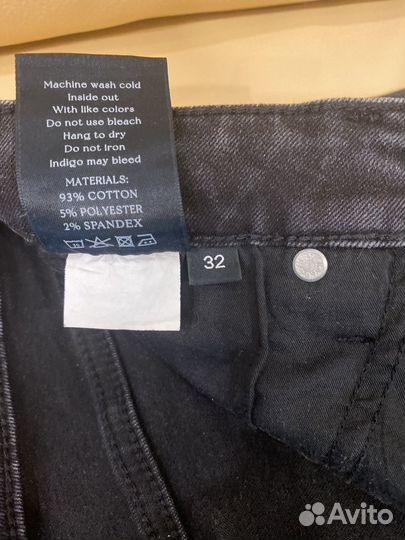 Machine wash cold
Inside out
With like colors
Do not use bleach
Hang to dry
Do not iron
Indigo may bleed
MATERIALS:
93% COTTON
5% POLYESTER
2% SPANDEX
32
Avito